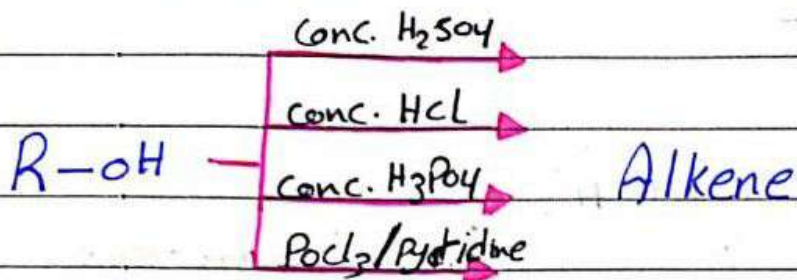 Conc. H2SO4
Conc. HCl
R-OH
Conc. H3PO4
Alkene
POCl3/Pyridine